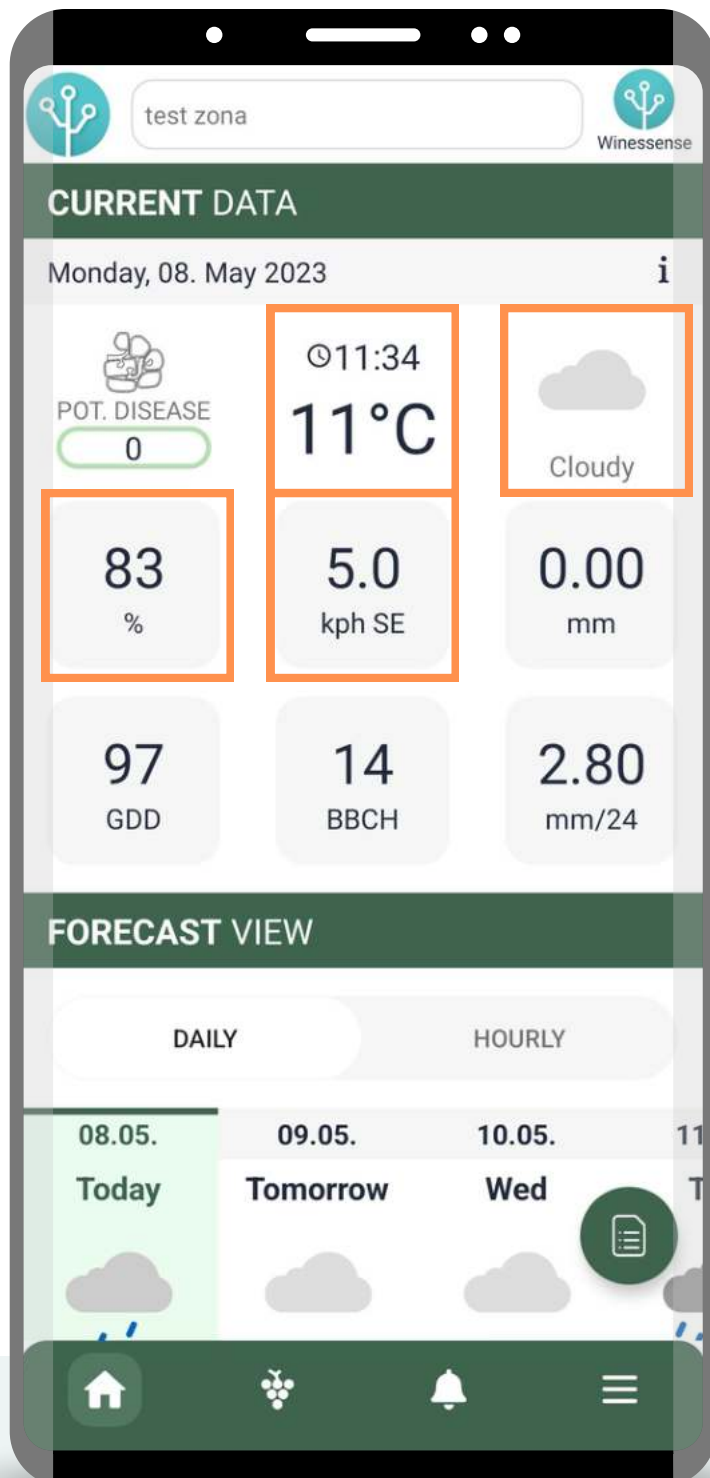 test zona
Winessense
CURRENT DATA
Monday, 08. May 2023 i
POT. DISEASE
0
11:34
11°C
Cloudy
83
%
5.0
kph SE
0.00
mm
97
GDD
14
BBCH
2.80
mm/24
FORECAST VIEW
DAILY HOURLY
08.05. 09.05. 10.05. 11
Today Tomorrow Wed T